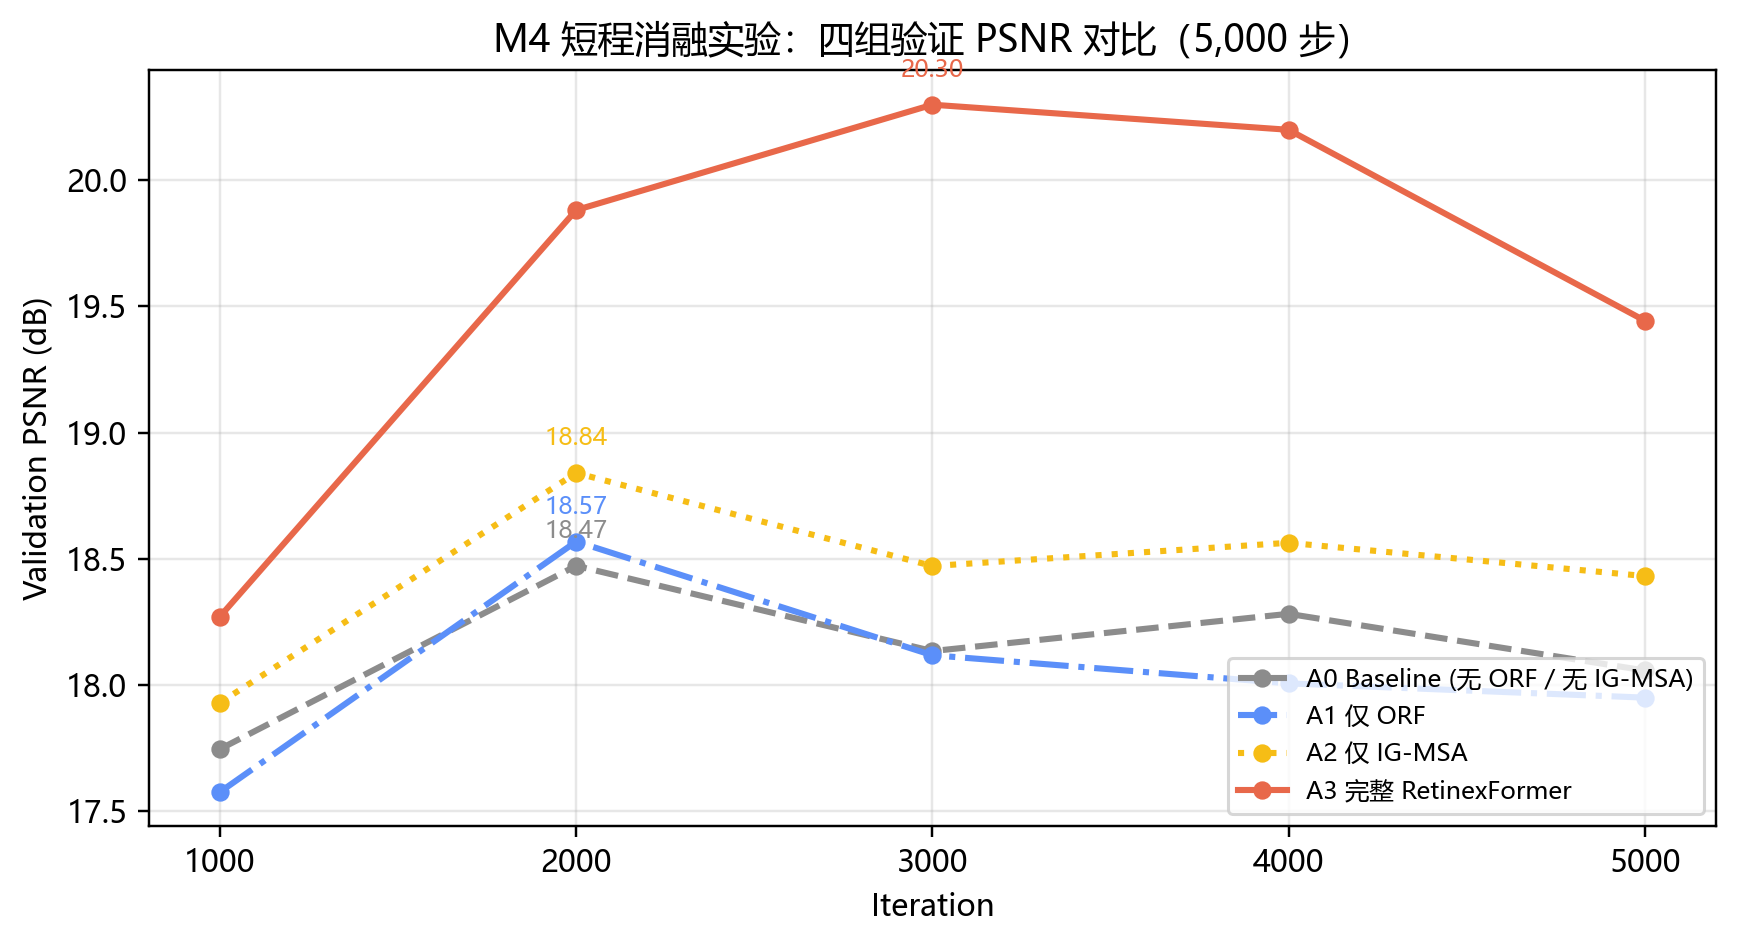 M4 短程消融实验：四组验证 PSNR 对比（5,000 步）
20.30
20.0
19.5
19.0
18.5
18.0
17.5
Validation PSNR (dB)
18.84
18.57
18.47
A0 Baseline (无 ORF / 无 IG-MSA)
A1 仅 ORF
A2 仅 IG-MSA
A3 完整 RetinexFormer
1000 2000 3000 4000 5000
Iteration